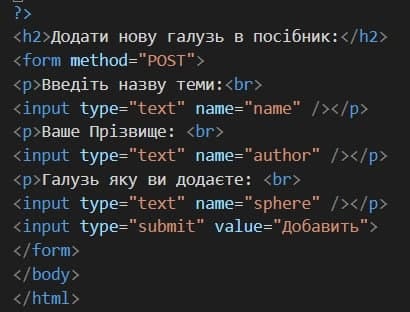 ?>
<h2>Додати нову галузь в посібник:</h2>
<form method="POST">
<p>Введіть назву теми:<br>
<input type="text" name="name" /></p>
<p>Ваше Прізвище: <br>
<input type="text" name="author" /></p>
<p>Галузь яку ви додаєте: <br>
<input type="text" name="sphere" /></p>
<input type="submit" value="Добавить">
</form>
</body>
</html>